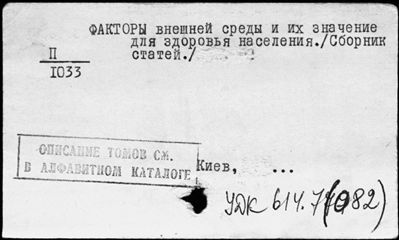 ФАКТОРЫ внешней среды и их значение
для здоровья населения./Сборник
статей./
П
1033
ОПИСАНИЕ ТОМОВ СМ.
В АЛФАВИТНОМ КАТАЛОГЕ
Киев, ...
УДК 614.7(082)